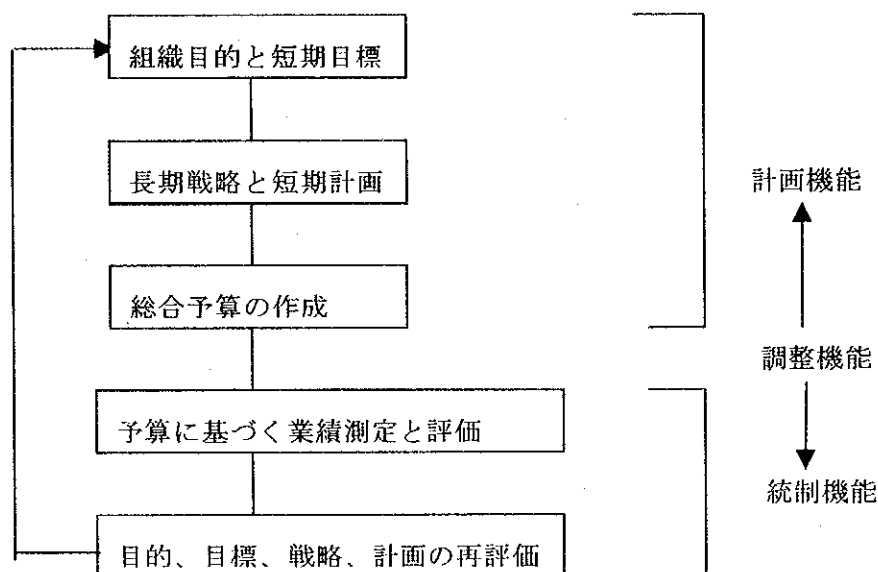 組織目的と短期目標
長期戦略と短期計画
計画機能
総合予算の作成
調整機能
予算に基づく業績測定と評価
統制機能
目的、目標、戦略、計画の再評価